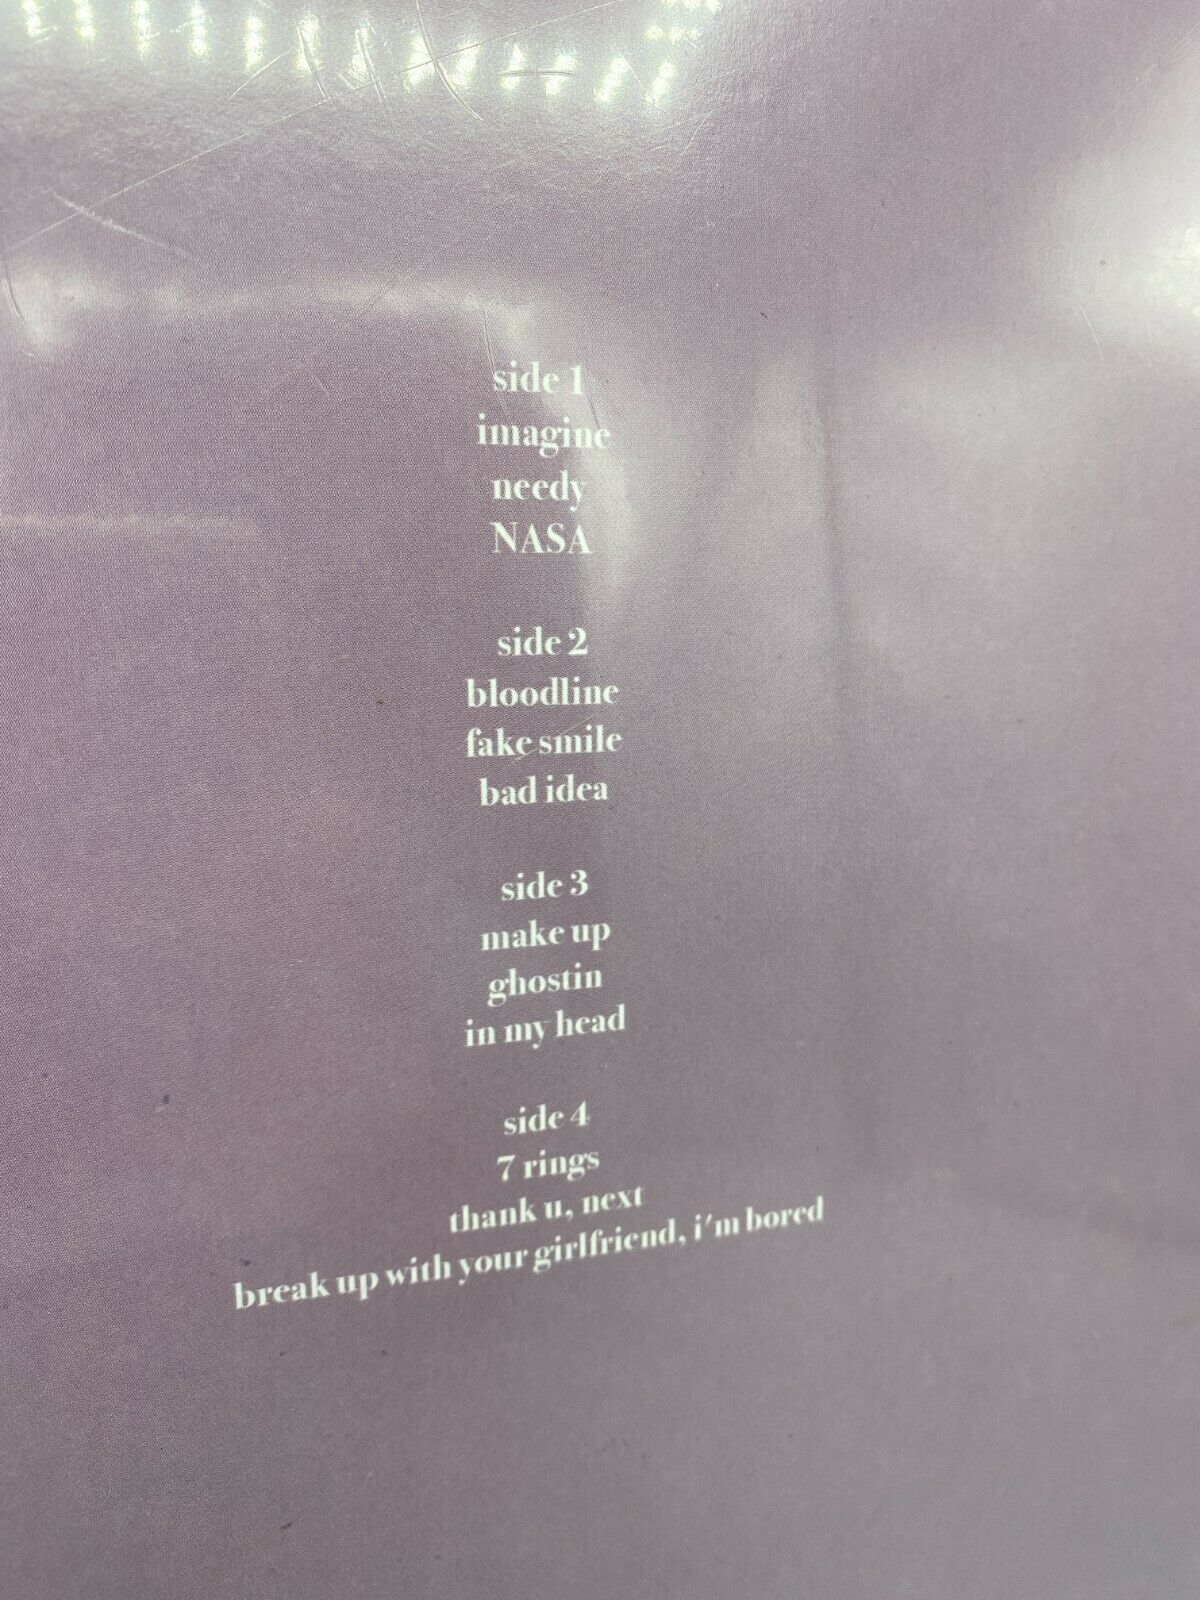 side 1
imagine
needy
NASA
side 2
bloodline
fake smile
bad idea
side 3
make up
ghostin
in my head
side 4
7 rings
thank u, next
break up with your girlfriend, i'm bored